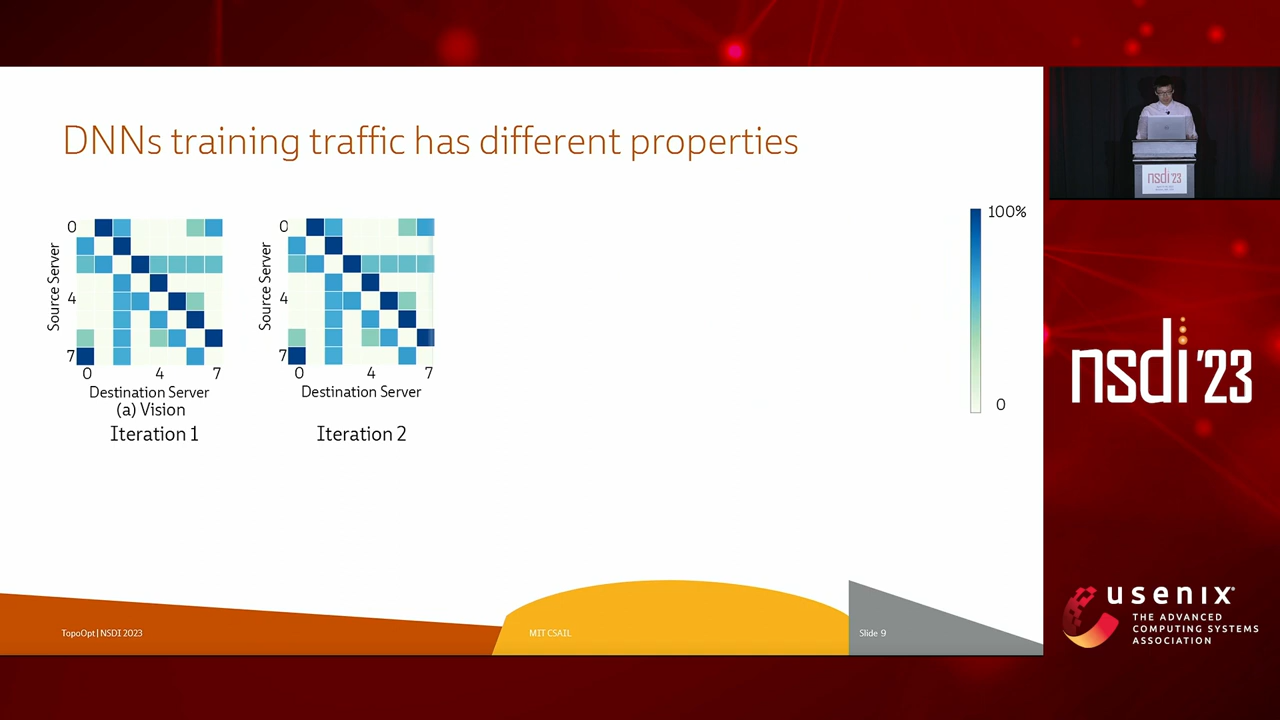 DNNs training traffic has different properties
0
4
7
Source Server
0 4 7
Destination Server
(a) Vision
Iteration 1
0
4
7
Source Server
0 4 7
Destination Server
Iteration 2
100%
0
TopoOpt | NSDI 2023
MIT CSAIL
Slide 9
nsdi '23
nsdi '23
usenix®
THE ADVANCED
COMPUTING SYSTEMS
ASSOCIATION